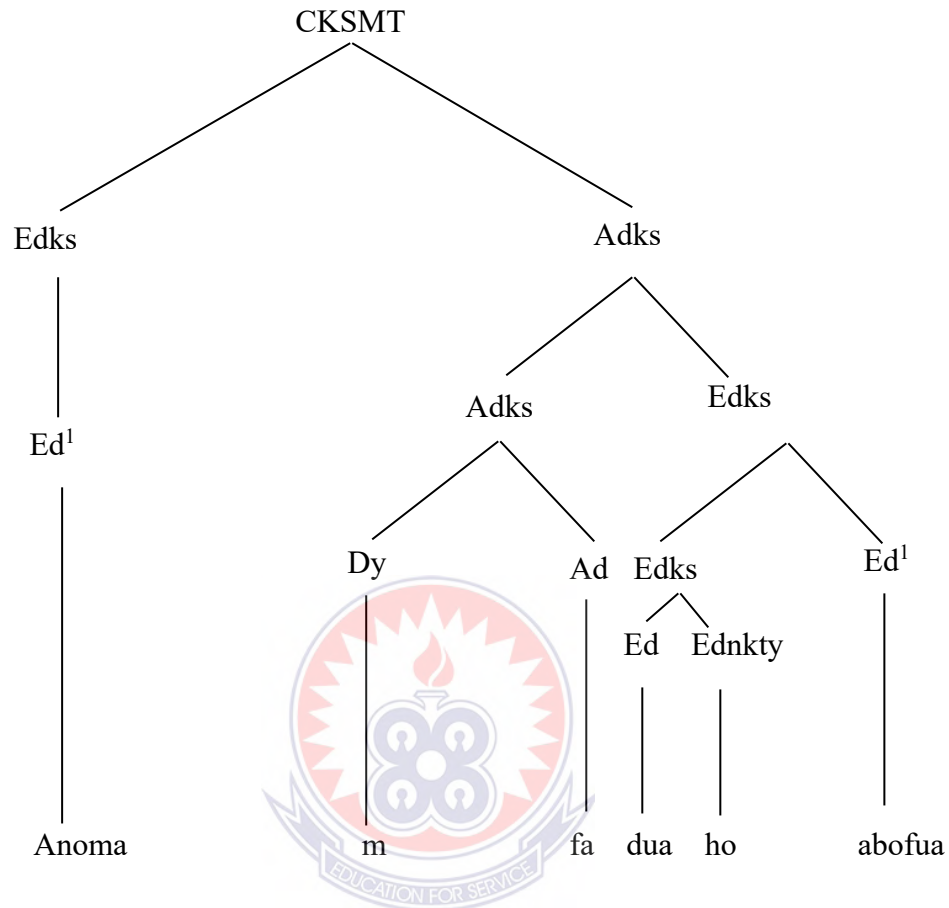 CKSMT
Edks Adks
Adks Edks
Ed¹
Dy Ad Edks Ed¹
Ed Ednkty
Anoma m fa dua ho abofua
EDUCATION FOR SERVICE